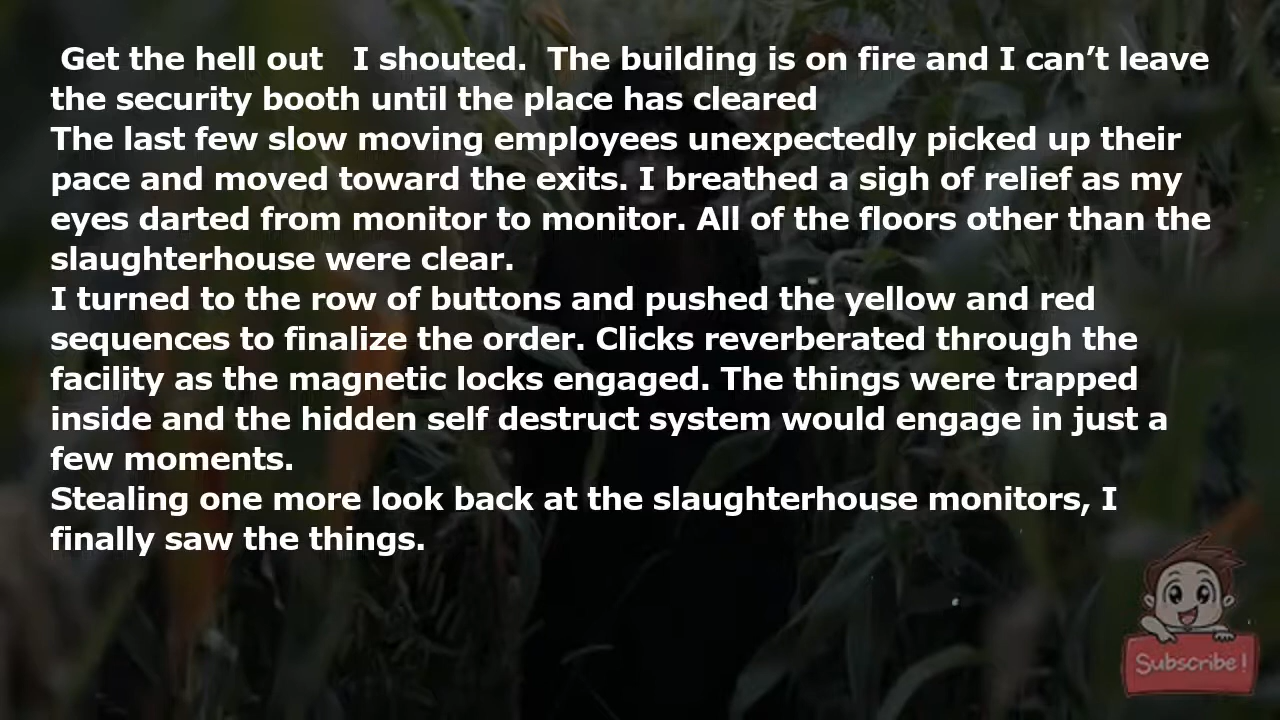 Get the hell out   I shouted.  The building is on fire and I can’t leave
the security booth until the place has cleared
The last few slow moving employees unexpectedly picked up their
pace and moved toward the exits. I breathed a sigh of relief as my
eyes darted from monitor to monitor. All of the floors other than the
slaughterhouse were clear.
I turned to the row of buttons and pushed the yellow and red
sequences to finalize the order. Clicks reverberated through the
facility as the magnetic locks engaged. The things were trapped
inside and the hidden self destruct system would engage in just a
few moments.
Stealing one more look back at the slaughterhouse monitors, I
finally saw the things.
Subscribe!